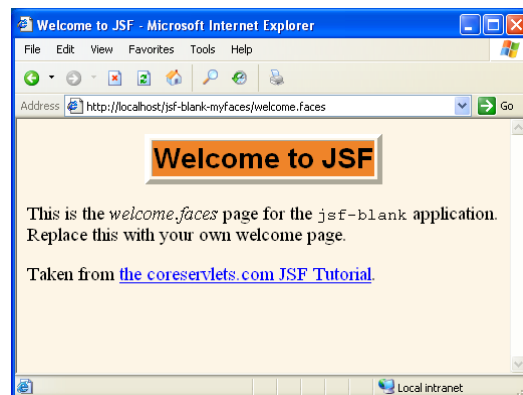 Welcome to JSF - Microsoft Internet Explorer
File Edit View Favorites Tools Help
Address http://localhost/jsf-blank-myfaces/welcome.faces Go
Welcome to JSF
This is the welcome.faces page for the jsf-blank application.
Replace this with your own welcome page.
Taken from the coreservlets.com JSF Tutorial.
Local intranet